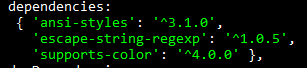 dependencies:
{ 'ansi-styles': '^3.1.0',
'escape-string-regexp': '^1.0.5',
'supports-color': '^4.0.0' },